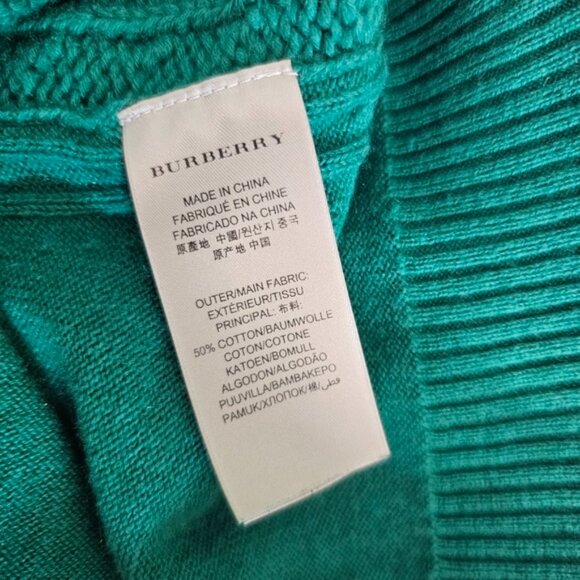 BURBERRY
MADE IN CHINA
FABRIQUÉ EN CHINE
FABRICADO NA CHINA
原產地 中國/원산지 중국
原产地 中国
OUTER/MAIN FABRIC:
EXTÉRIEUR/TISSU
PRINCIPAL: 布料:
50% COTTON/BAUMWOLLE
COTON/COTONE
KATOEN/BOMULL
ALGODON/ALGODÃO
PUUVILLA/ΒΑΜΒΑΚΕΡΟ
PAMUK/ХЛОПОК/棉/قطن